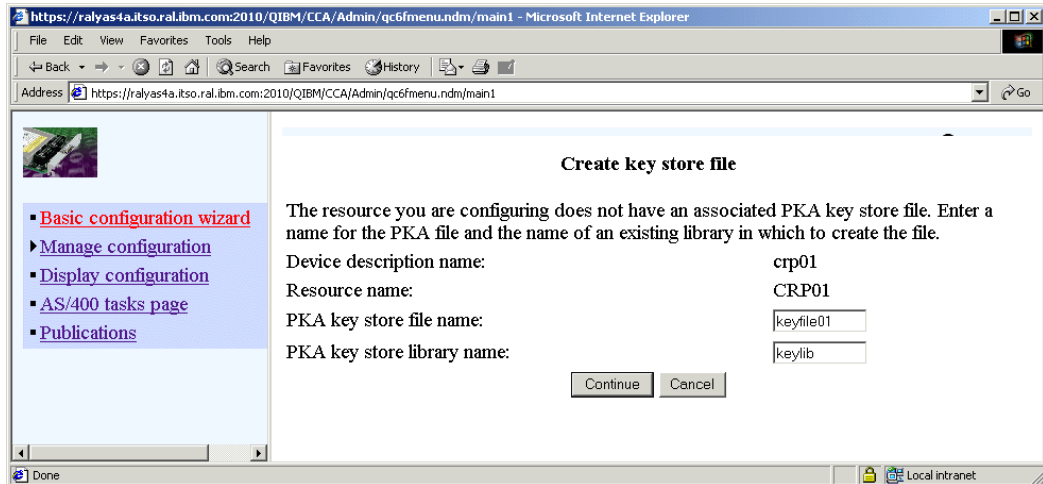 https://ralyas4a.itso.ral.ibm.com:2010/QIBM/CCA/Admin/qc6fmenu.ndm/main1 - Microsoft Internet Explorer
File Edit View Favorites Tools Help
Back Search Favorites History
Address https://ralyas4a.itso.ral.ibm.com:2010/QIBM/CCA/Admin/qc6fmenu.ndm/main1 Go
Basic configuration wizard
Manage configuration
Display configuration
AS/400 tasks page
Publications
Create key store file
The resource you are configuring does not have an associated PKA key store file. Enter a
name for the PKA file and the name of an existing library in which to create the file.
Device description name: crp01
Resource name: CRP01
PKA key store file name: keyfile01
PKA key store library name: keylib
Continue Cancel
Done Local intranet